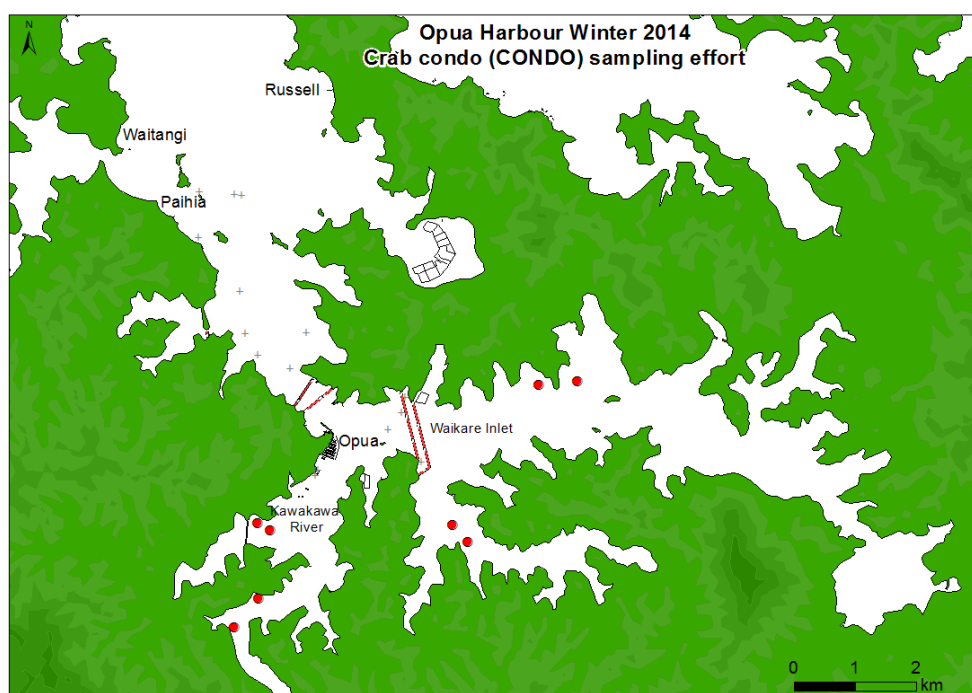 N
Opua Harbour Winter 2014
Crab condo (CONDO) sampling effort
Russell
Waitangi
Paihia
Opua
Waikare Inlet
Kawakawa
River
0 1 2
km